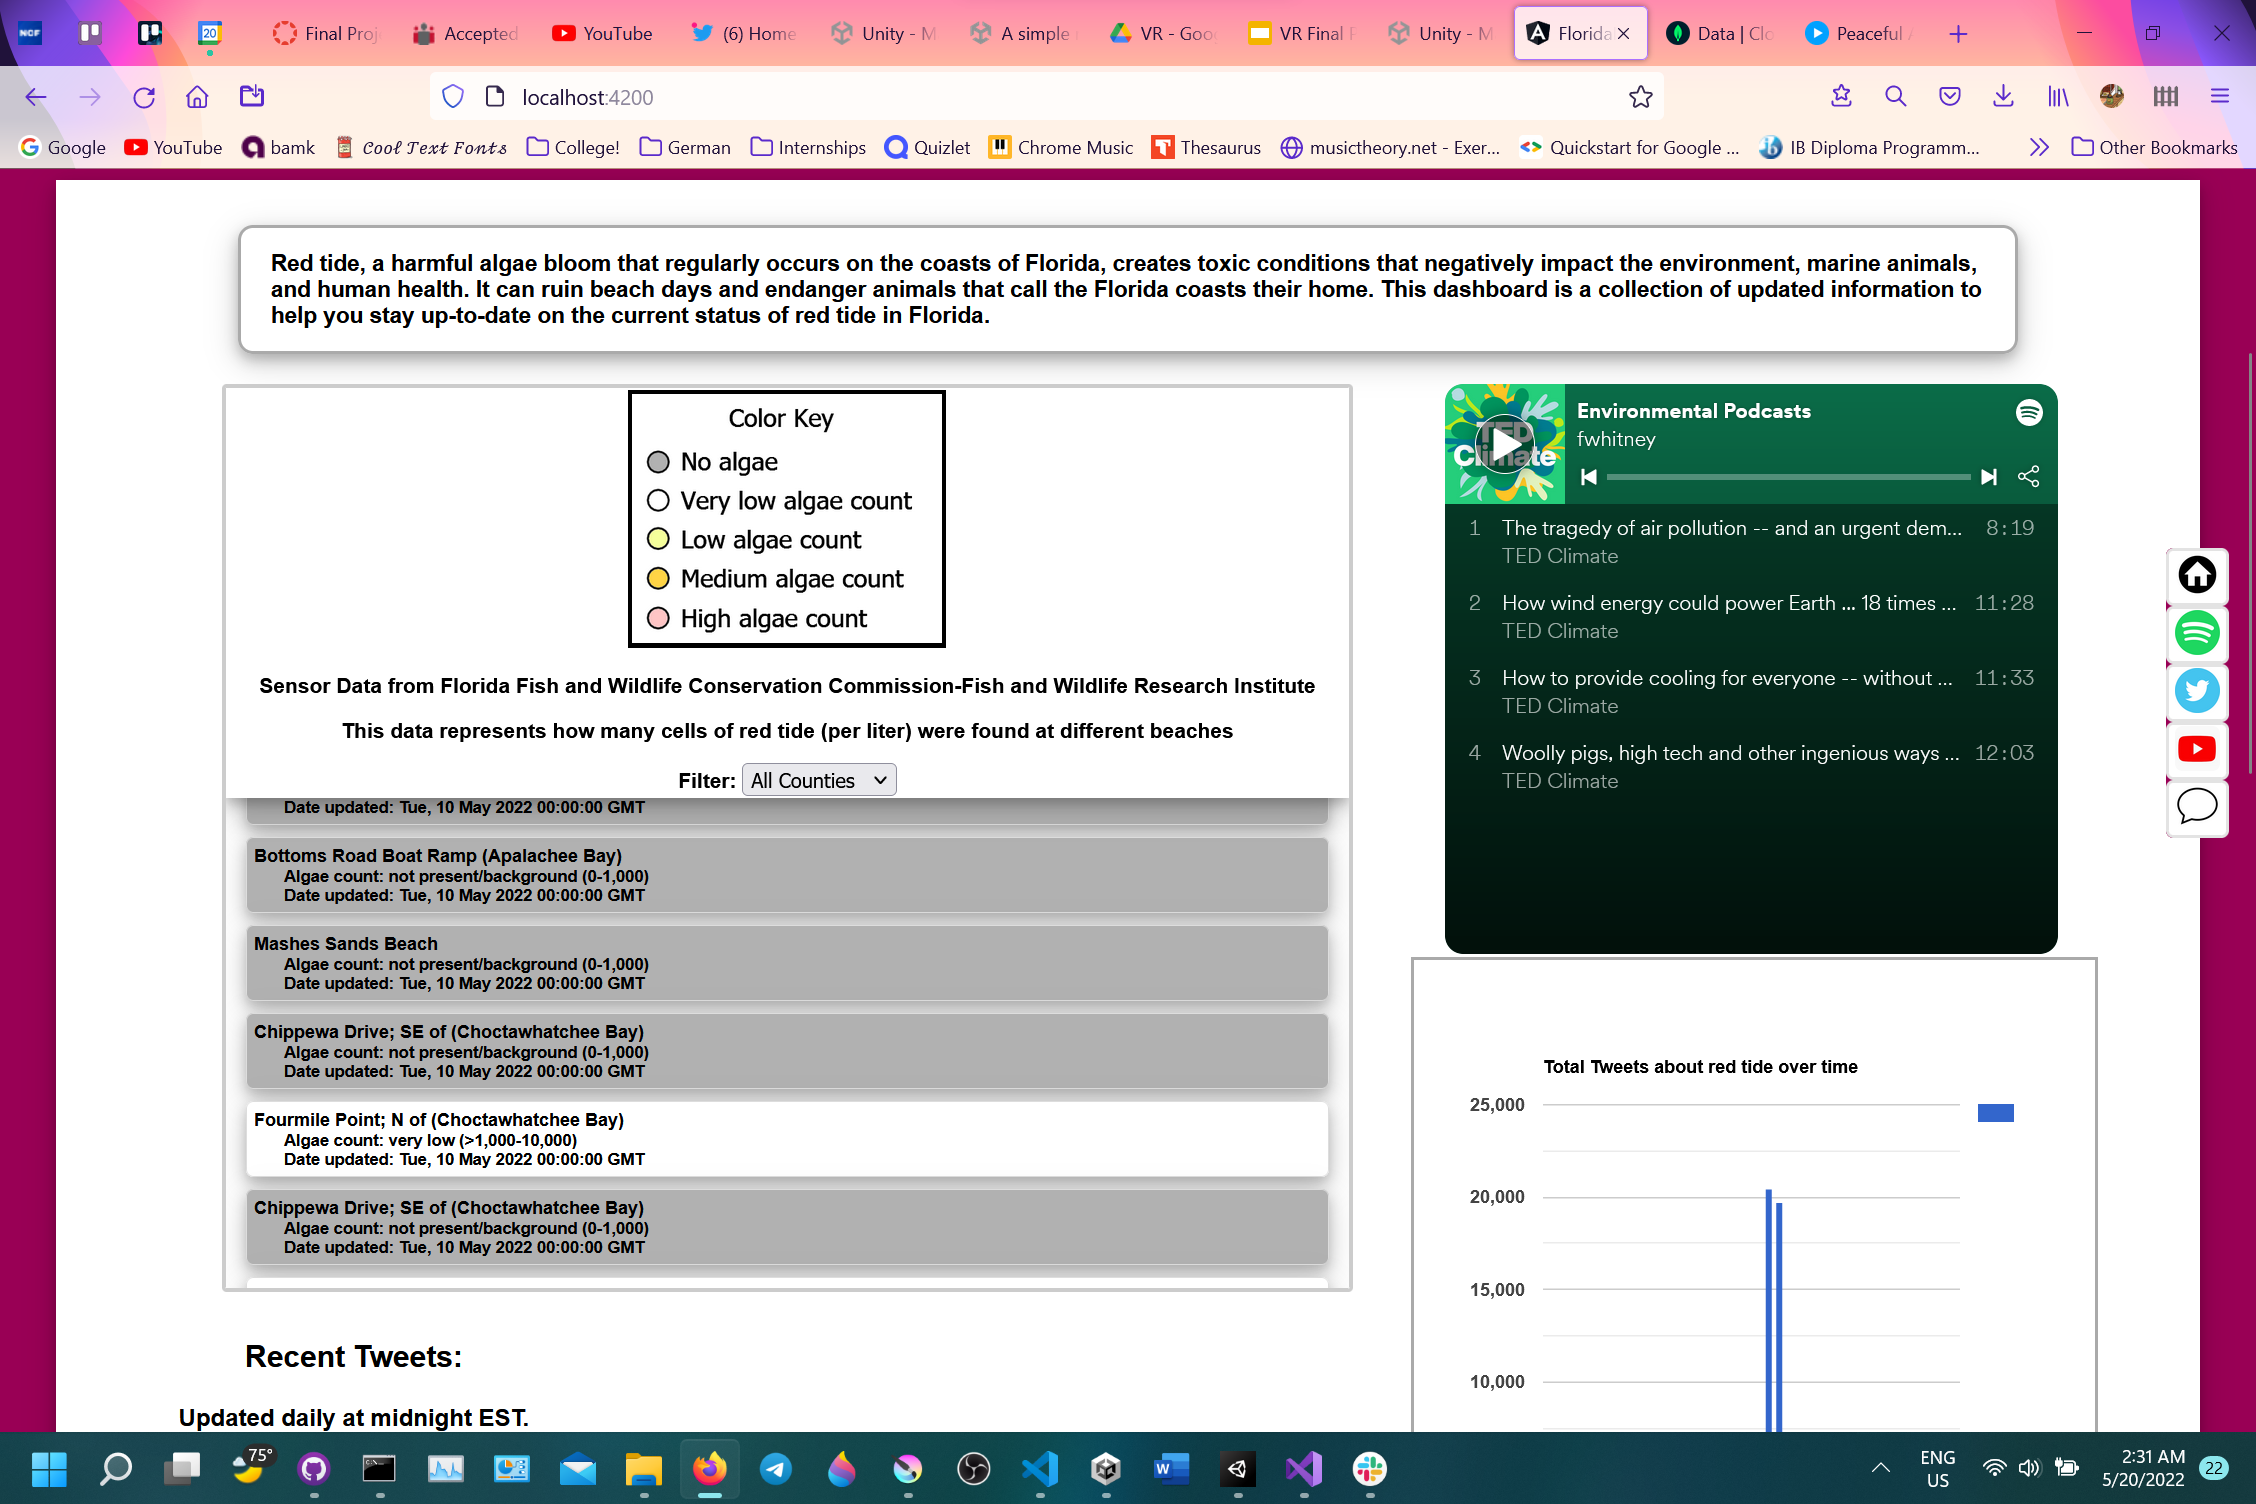 NCF
20
Final Proj
Accepted
YouTube
(6) Home
Unity - M
A simple
VR - Goog
VR Final P
Unity - M
Florida
Data | Clo
Peaceful
localhost:4200
Google
YouTube
bamk
Cool Text Fonts
College!
German
Internships
Quizlet
Chrome Music
Thesaurus
musictheory.net - Exer...
Quickstart for Google ...
IB Diploma Programm...
Other Bookmarks
Red tide, a harmful algae bloom that regularly occurs on the coasts of Florida, creates toxic conditions that negatively impact the environment, marine animals,
and human health. It can ruin beach days and endanger animals that call the Florida coasts their home. This dashboard is a collection of updated information to
help you stay up-to-date on the current status of red tide in Florida.
Color Key
No algae
Very low algae count
Low algae count
Medium algae count
High algae count
Sensor Data from Florida Fish and Wildlife Conservation Commission-Fish and Wildlife Research Institute
This data represents how many cells of red tide (per liter) were found at different beaches
Filter: All Counties
Date updated: Tue, 10 May 2022 00:00:00 GMT
Bottoms Road Boat Ramp (Apalachee Bay)
Algae count: not present/background (0-1,000)
Date updated: Tue, 10 May 2022 00:00:00 GMT
Mashes Sands Beach
Algae count: not present/background (0-1,000)
Date updated: Tue, 10 May 2022 00:00:00 GMT
Chippewa Drive; SE of (Choctawhatchee Bay)
Algae count: not present/background (0-1,000)
Date updated: Tue, 10 May 2022 00:00:00 GMT
Fourmile Point; N of (Choctawhatchee Bay)
Algae count: very low (>1,000-10,000)
Date updated: Tue, 10 May 2022 00:00:00 GMT
Chippewa Drive; SE of (Choctawhatchee Bay)
Algae count: not present/background (0-1,000)
Date updated: Tue, 10 May 2022 00:00:00 GMT
Recent Tweets:
Updated daily at midnight EST.
TED
Climate
Environmental Podcasts
fwhitney
1 The tragedy of air pollution -- and an urgent dem... 8:19
TED Climate
2 How wind energy could power Earth ... 18 times ... 11:28
TED Climate
3 How to provide cooling for everyone -- without ... 11:33
TED Climate
4 Woolly pigs, high tech and other ingenious ways ... 12:03
TED Climate
Total Tweets about red tide over time
25,000
20,000
15,000
10,000
75°
ENG
US
2:31 AM
5/20/2022
22